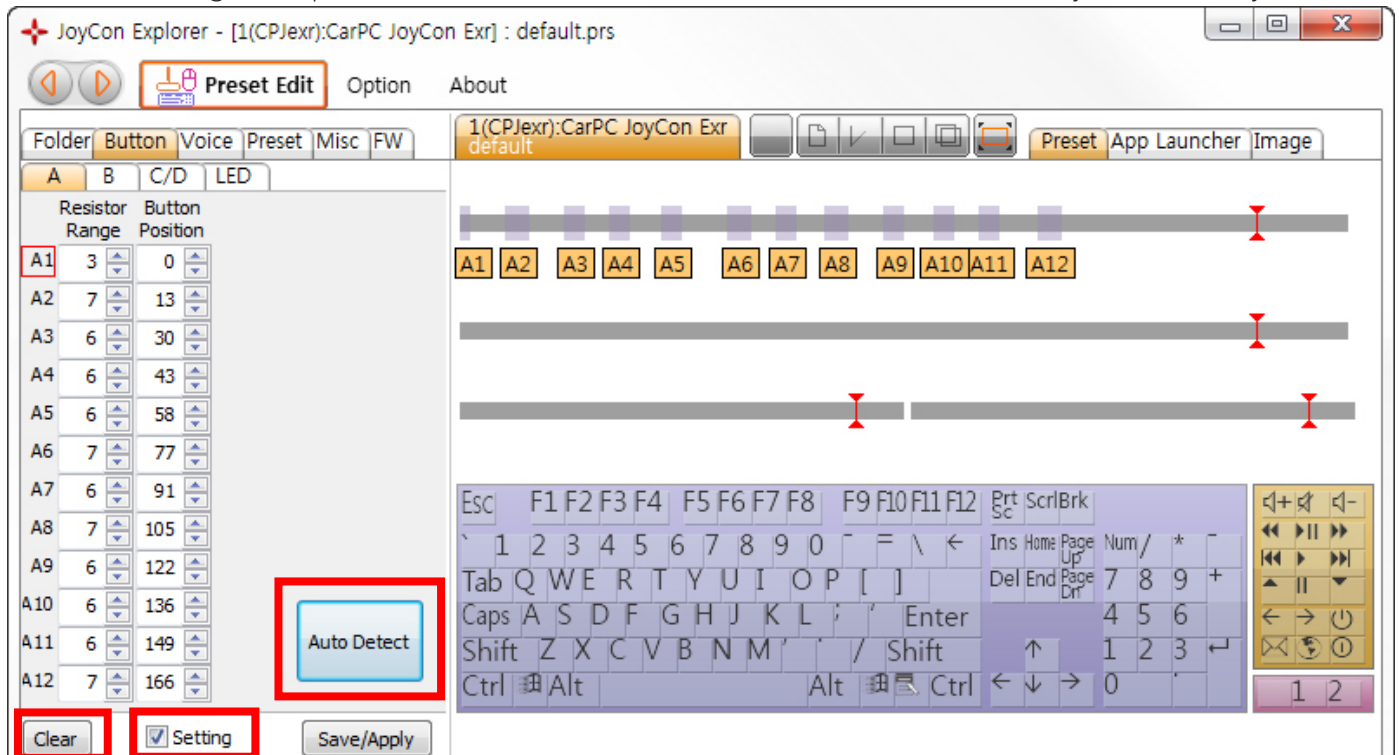 JoyCon Explorer - [1(CPJexr):CarPC JoyCon Exr] : default.prs
Preset Edit Option About
Folder Button Voice Preset Misc FW
1(CPJexr):CarPC JoyCon Exr
default
Preset App Launcher Image
A B C/D LED
Resistor Button
Range Position
A1 3 0
A2 7 13
A3 6 30
A4 6 43
A5 6 58
A6 7 77
A7 6 91
A8 7 105
A9 6 122
A10 6 136
A11 6 149
A12 7 166
Auto Detect
Clear Setting Save/Apply
A1 A2 A3 A4 A5 A6 A7 A8 A9 A10 A11 A12
Esc F1 F2 F3 F4 F5 F6 F7 F8 F9 F10 F11 F12 Prt Sc Scrl Brk
` 1 2 3 4 5 6 7 8 9 0 - = \ ← Ins Home Page Up Num / * -
Tab Q W E R T Y U I O P [ ] Del End Page Dn 7 8 9 +
Caps A S D F G H J K L ; ' Enter 4 5 6
Shift Z X C V B N M ' . / Shift ↑ 1 2 3 ↵
Ctrl Alt Alt Ctrl ← ↓ → 0 .
1 2